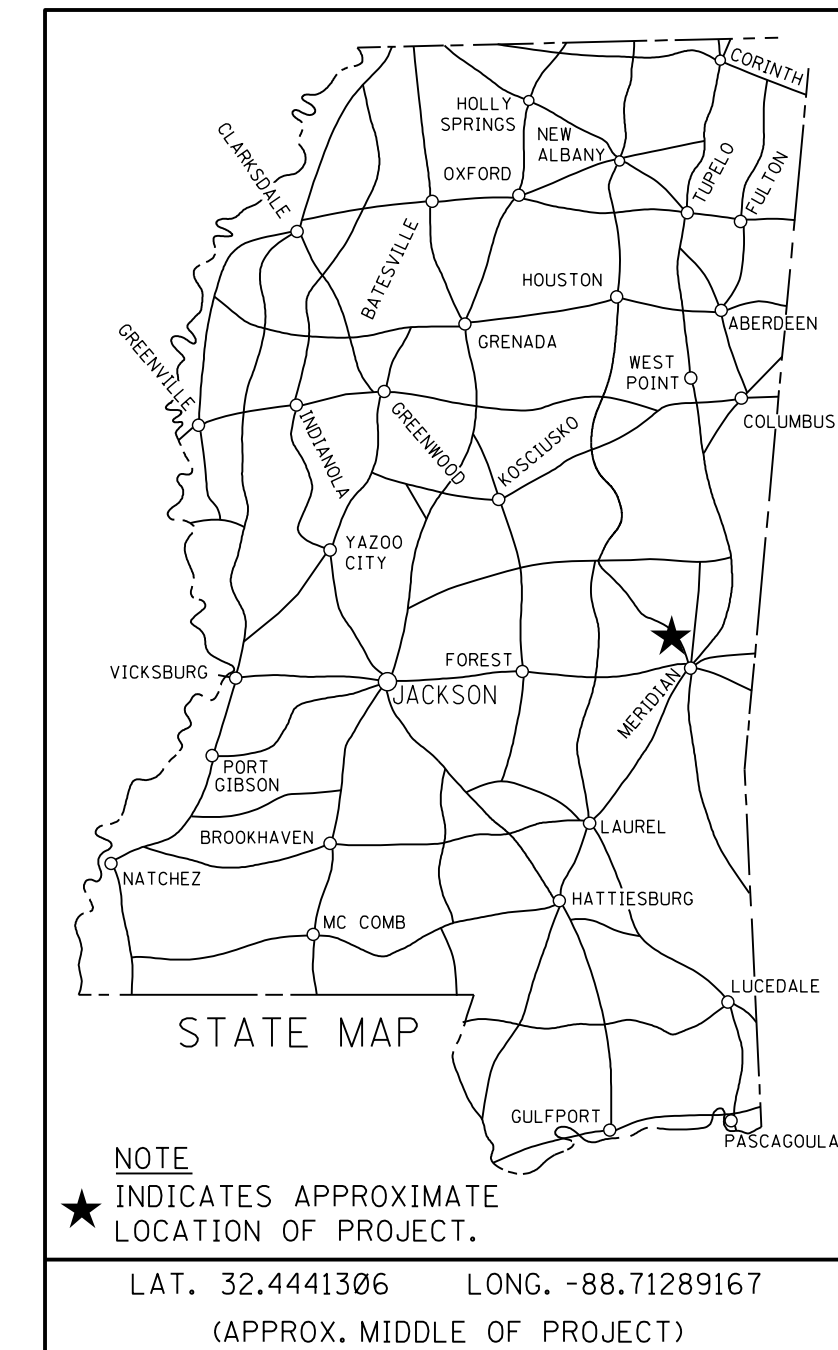 CORINTH
HOLLY
SPRINGS
NEW
ALBANY
CLARKSDALE
OXFORD
TUPELO
FULTON
BATESVILLE
HOUSTON
ABERDEEN
GREENVILLE
GRENADA
WEST
POINT
COLUMBUS
INDIANOLA
GREENWOOD
KOSCIUSKO
YAZOO
CITY
VICKSBURG
FOREST
JACKSON
MERIDIAN
PORT
GIBSON
BROOKHAVEN
LAUREL
NATCHEZ
HATTIESBURG
MC COMB
LUCEDALE
STATE MAP
GULFPORT
PASCAGOULA
NOTE
INDICATES APPROXIMATE
LOCATION OF PROJECT.
LAT. 32.4441306 LONG. -88.71289167
(APPROX. MIDDLE OF PROJECT)